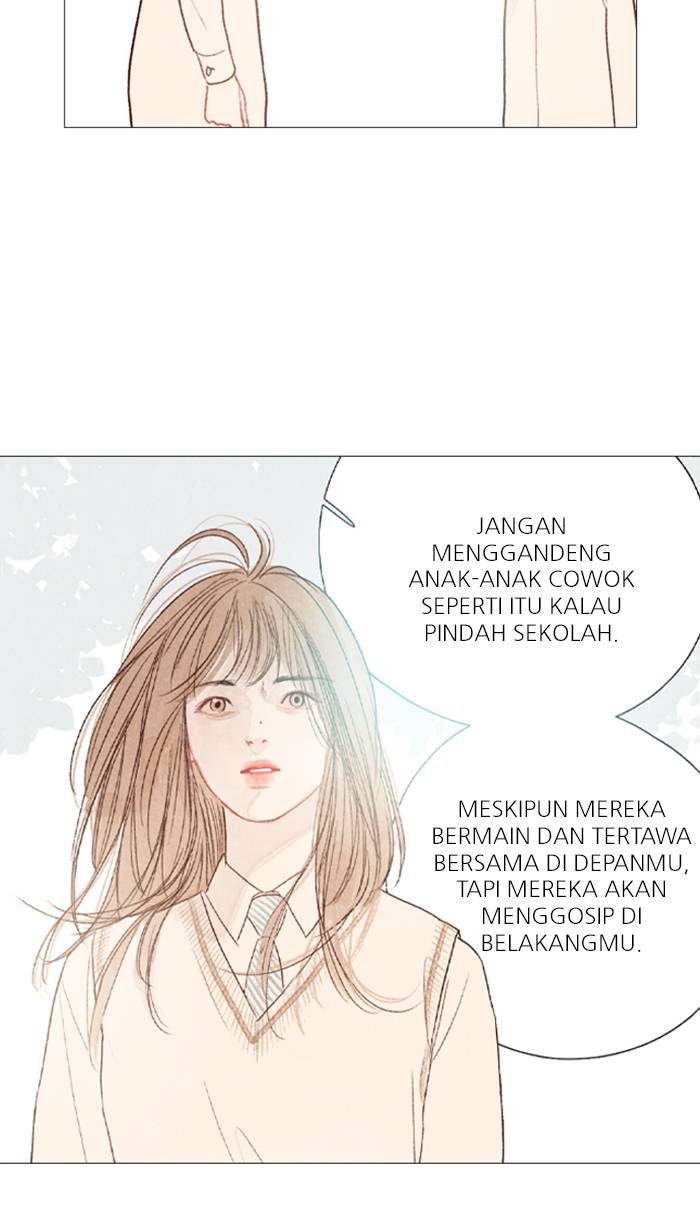 JANGAN
MENGGANDENG
ANAK-ANAK COWOK
SEPERTI ITU KALAU
PINDAH SEKOLAH.
MESKIPUN MEREKA
BERMAIN DAN TERTAWA
BERSAMA DI DEPANMU,
TAPI MEREKA AKAN
MENGGOSIP DI
BELAKANGMU.